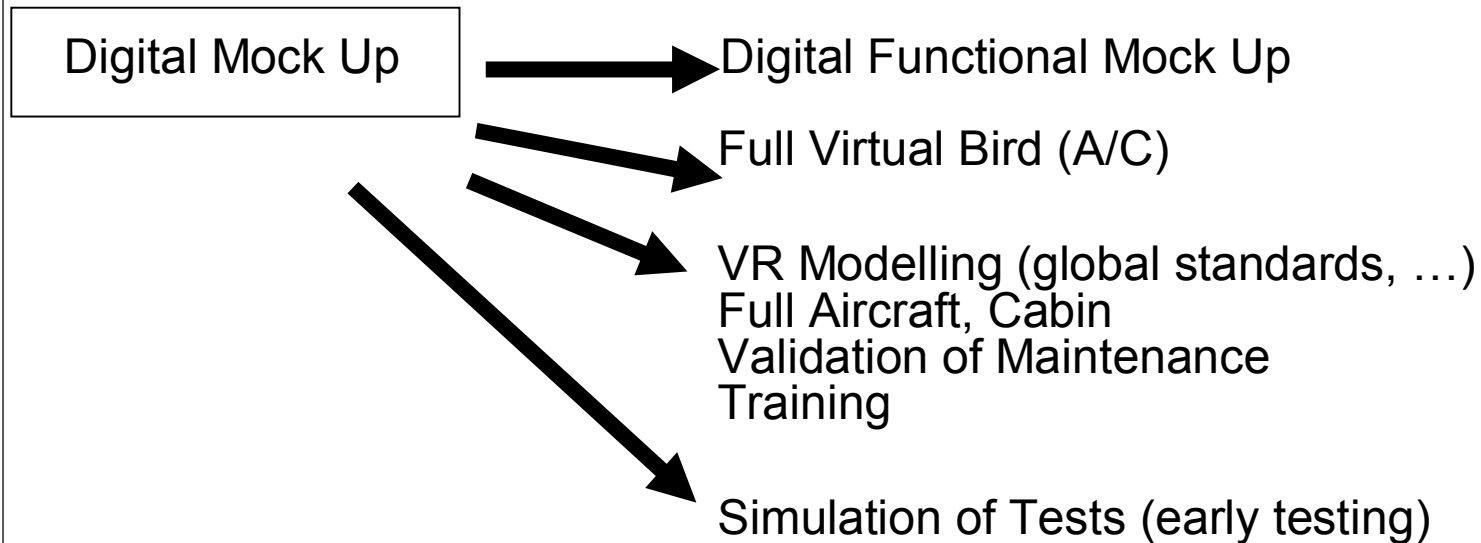 Digital Mock Up
Digital Functional Mock Up
Full Virtual Bird (A/C)
VR Modelling (global standards, …)
Full Aircraft, Cabin
Validation of Maintenance
Training
Simulation of Tests (early testing)